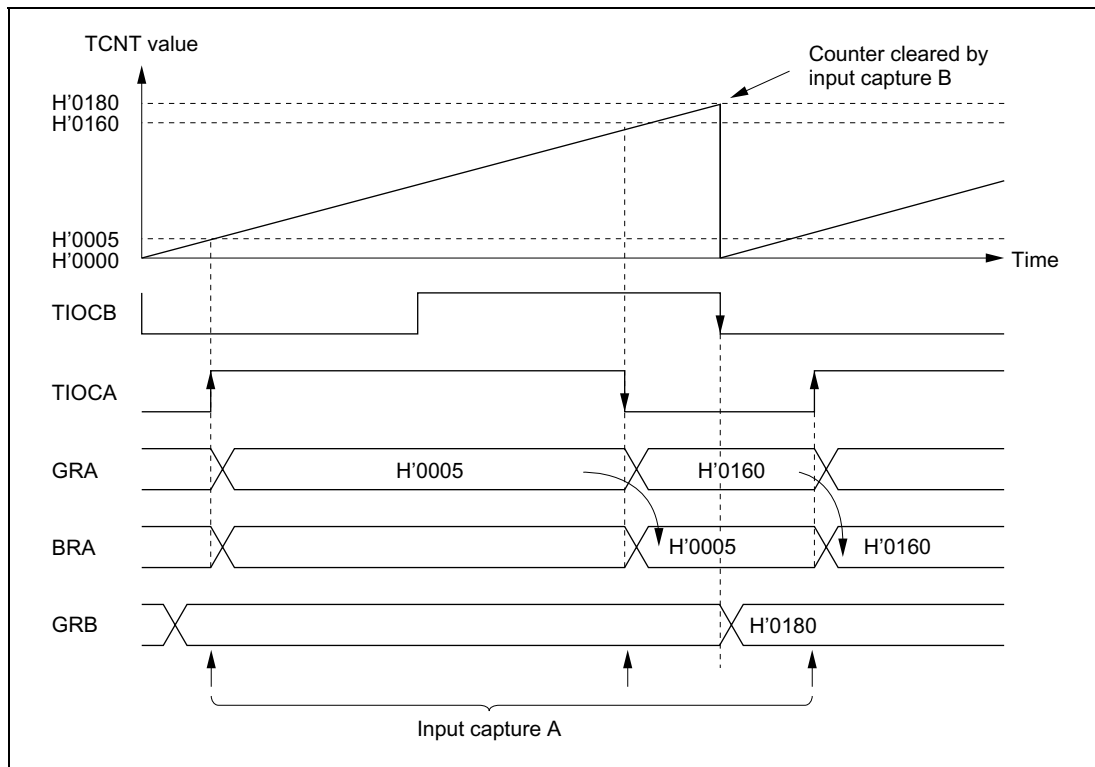 TCNT value
Counter cleared by
input capture B
H'0180
H'0160
H'0005
H'0000
Time
TIOCB
TIOCA
GRA
H'0005
H'0160
BRA
H'0005
H'0160
GRB
H'0180
Input capture A